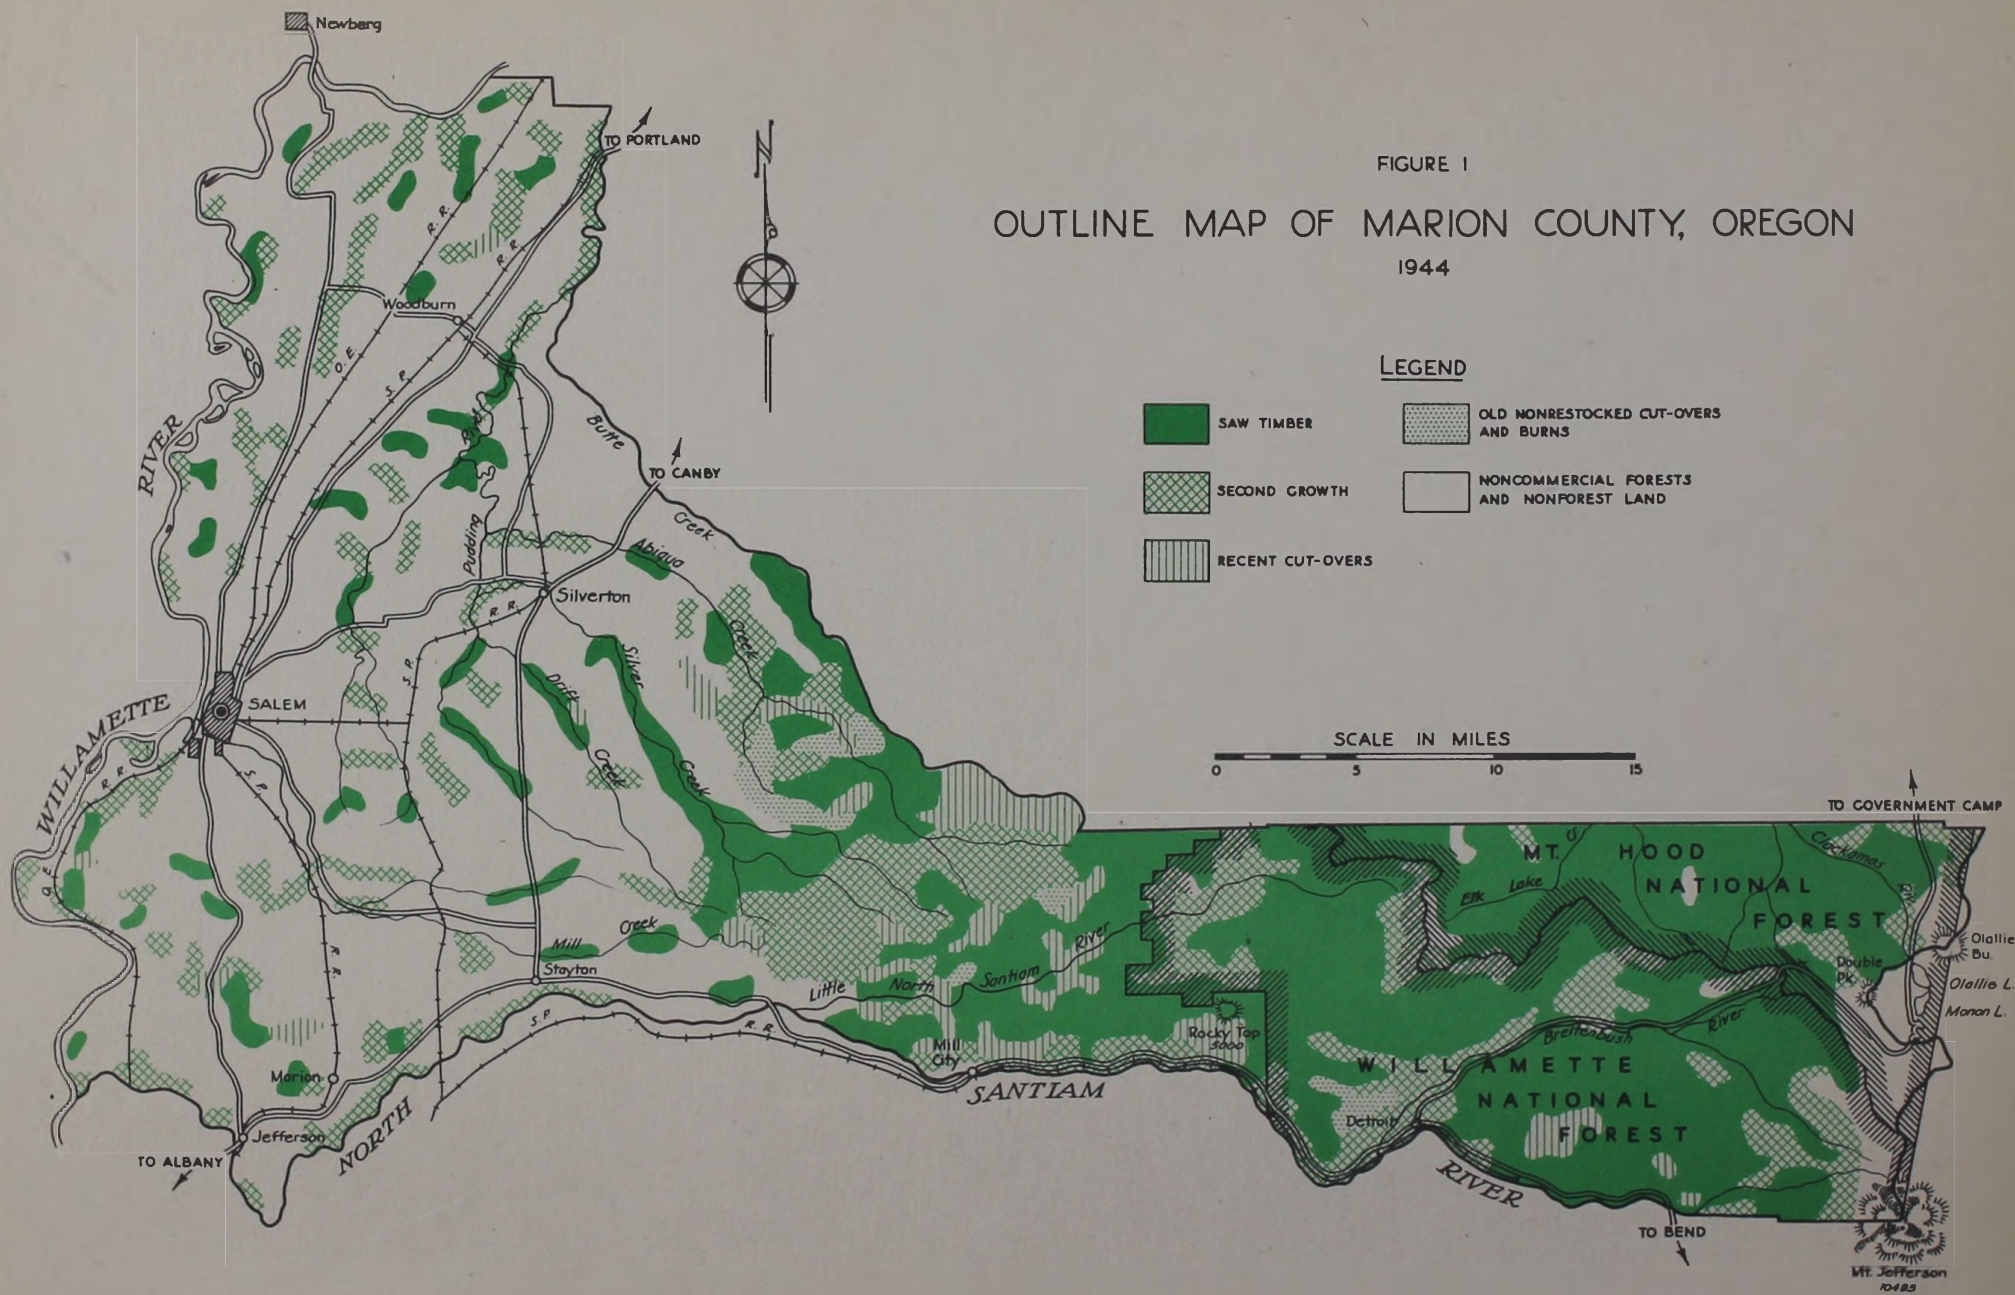 FIGURE 1
OUTLINE MAP OF MARION COUNTY, OREGON
1944
LEGEND
SAW TIMBER
SECOND GROWTH
RECENT CUT-OVERS
OLD NONRESTOCKED CUT-OVERS
AND BURNS
NONCOMMERCIAL FORESTS
AND NONFOREST LAND
SCALE IN MILES
0 5 10 15
N
Newberg
TO PORTLAND
R. R.
R. R.
Woodburn
O. E.
S. P.
RIVER
River
Butte
TO CANBY
Creek
Pudding
Abiqua
Creek
Silverton
R. R.
Silver
Creek
S. P.
Drift
Creek
SALEM
WILLAMETTE
R. R.
S. P.
O. E.
R. R.
Mill
Creek
Stayton
S. P.
R. R.
Little North Santiam River
Mill
City
Marion
Jefferson
TO ALBANY
NORTH
SANTIAM
RIVER
Rocky Top
5000
TO GOVERNMENT CAMP
MT. HOOD
NATIONAL
FOREST
Elk Lake Cr
Clackamas
Riv
Olallie
Bu.
Double
Pk.
Olallie L.
Monon L.
Breitenbush River
WILLAMETTE
NATIONAL
FOREST
Detroit
TO BEND
Mt. Jefferson
10485